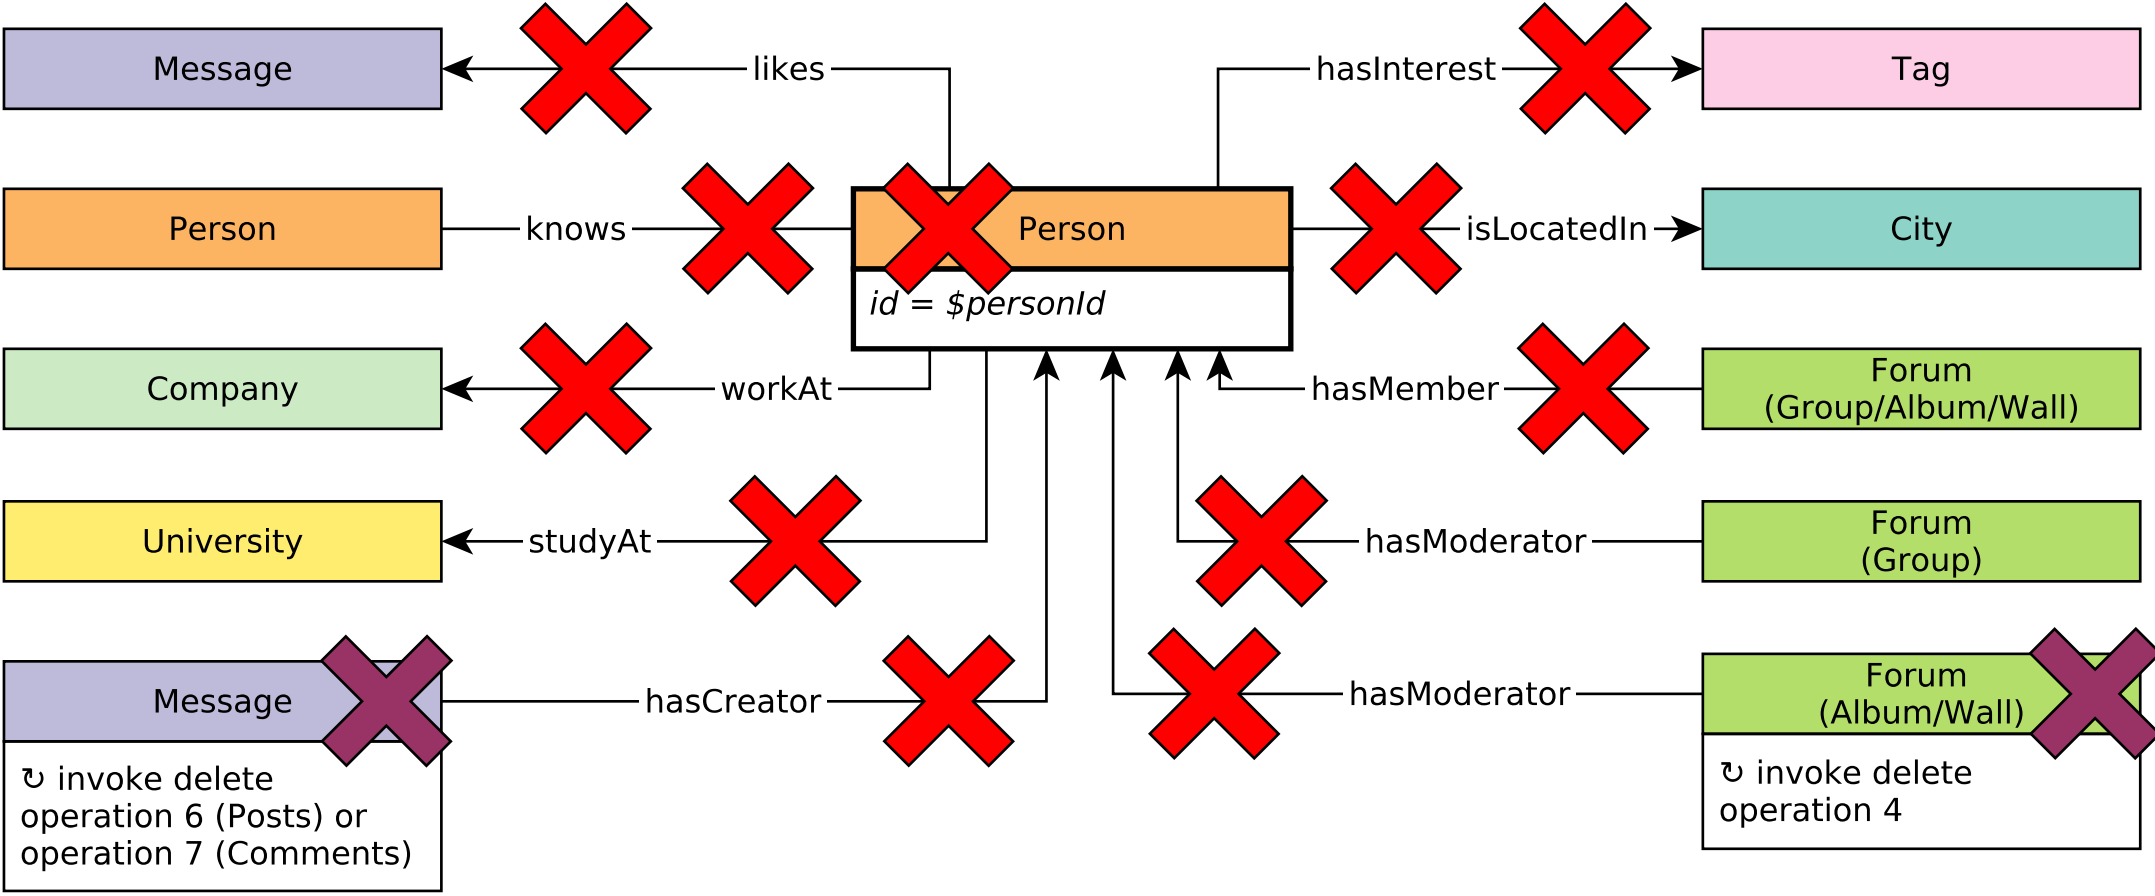 Message
likes
hasInterest
Tag
Person
knows
Person
isLocatedIn
City
id = $personId
Company
workAt
hasMember
Forum
(Group/Album/Wall)
University
studyAt
hasModerator
Forum
(Group)
Message
hasCreator
hasModerator
Forum
(Album/Wall)
↻ invoke delete
operation 6 (Posts) or
operation 7 (Comments)
↻ invoke delete
operation 4